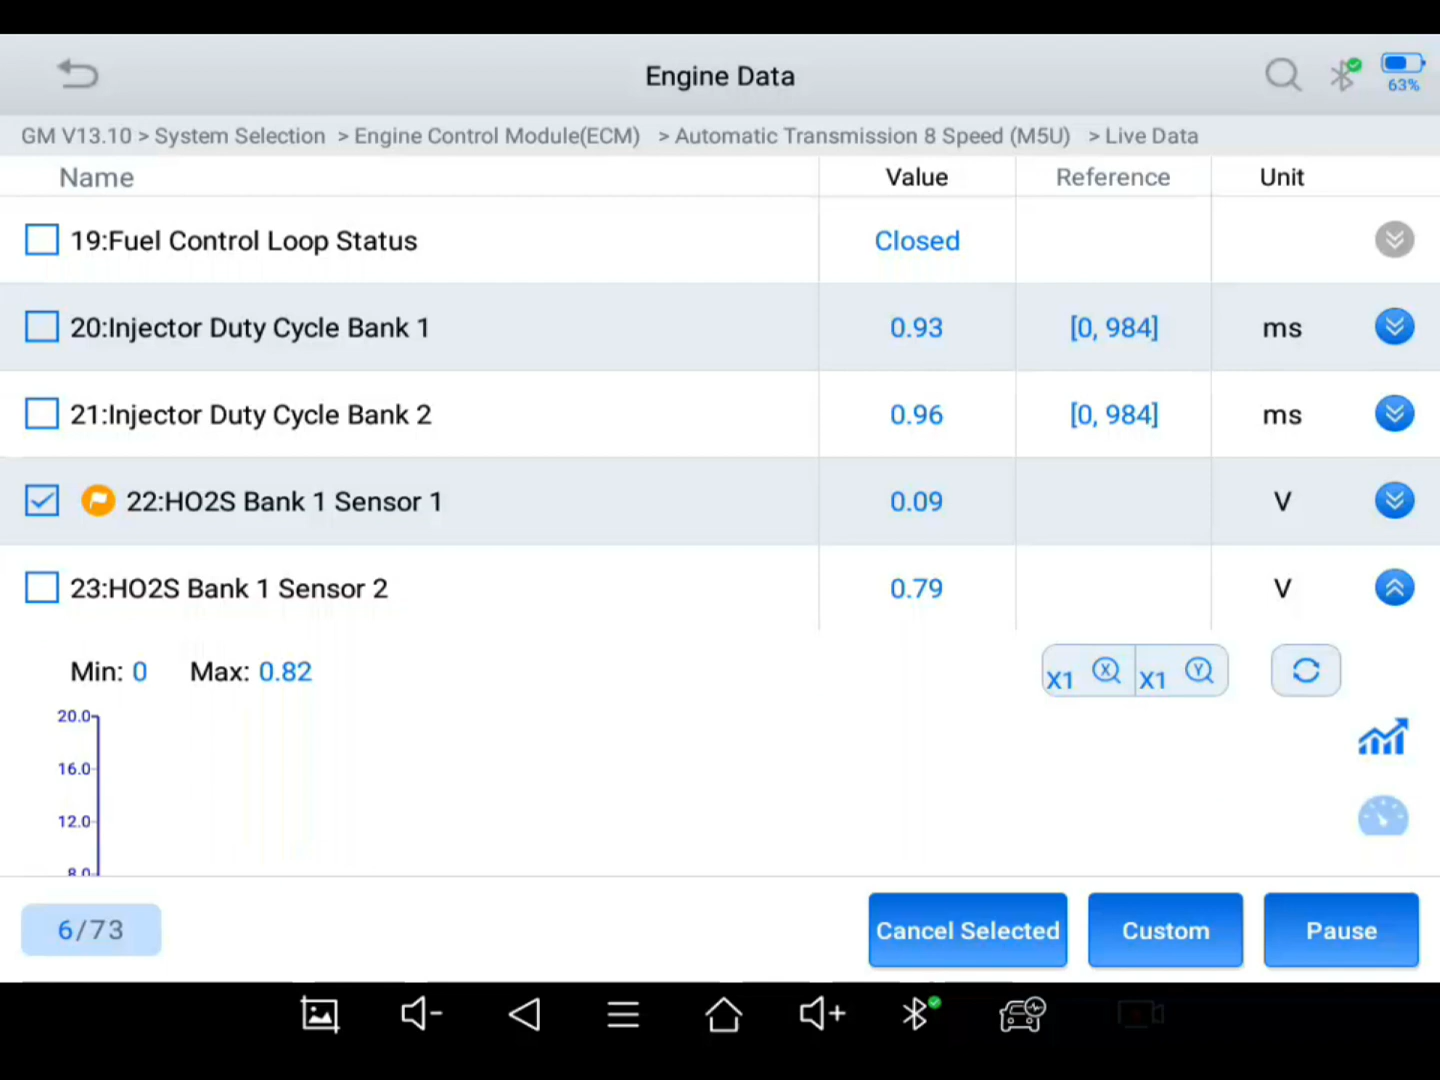 Engine Data
63%
GM V13.10 > System Selection > Engine Control Module(ECM) > Automatic Transmission 8 Speed (M5U) > Live Data
Name Value Reference Unit
19:Fuel Control Loop Status Closed
20:Injector Duty Cycle Bank 1 0.93 [0, 984] ms
21:Injector Duty Cycle Bank 2 0.96 [0, 984] ms
22:HO2S Bank 1 Sensor 1 0.09 V
23:HO2S Bank 1 Sensor 2 0.79 V
Min: 0 Max: 0.82 X1 X X1 Y
20.0
16.0
12.0
8.0
6/73 Cancel Selected Custom Pause